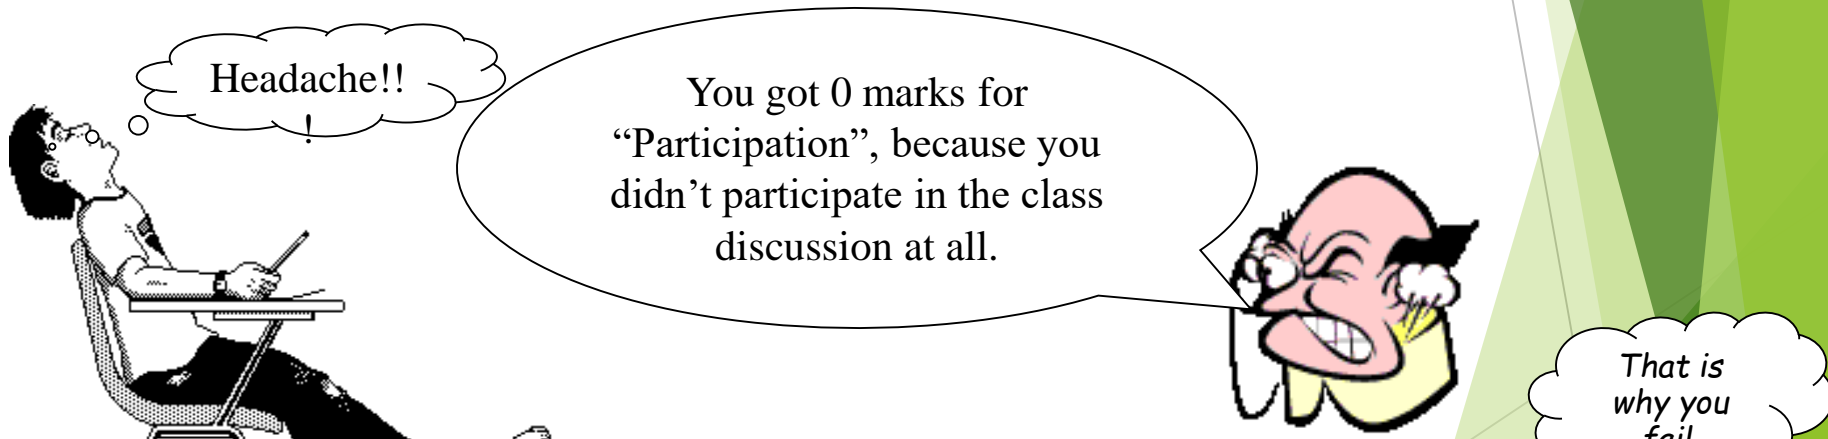 Headache!!
!
You got 0 marks for
“Participation”, because you
didn’t participate in the class
discussion at all.
That is
why you
fail